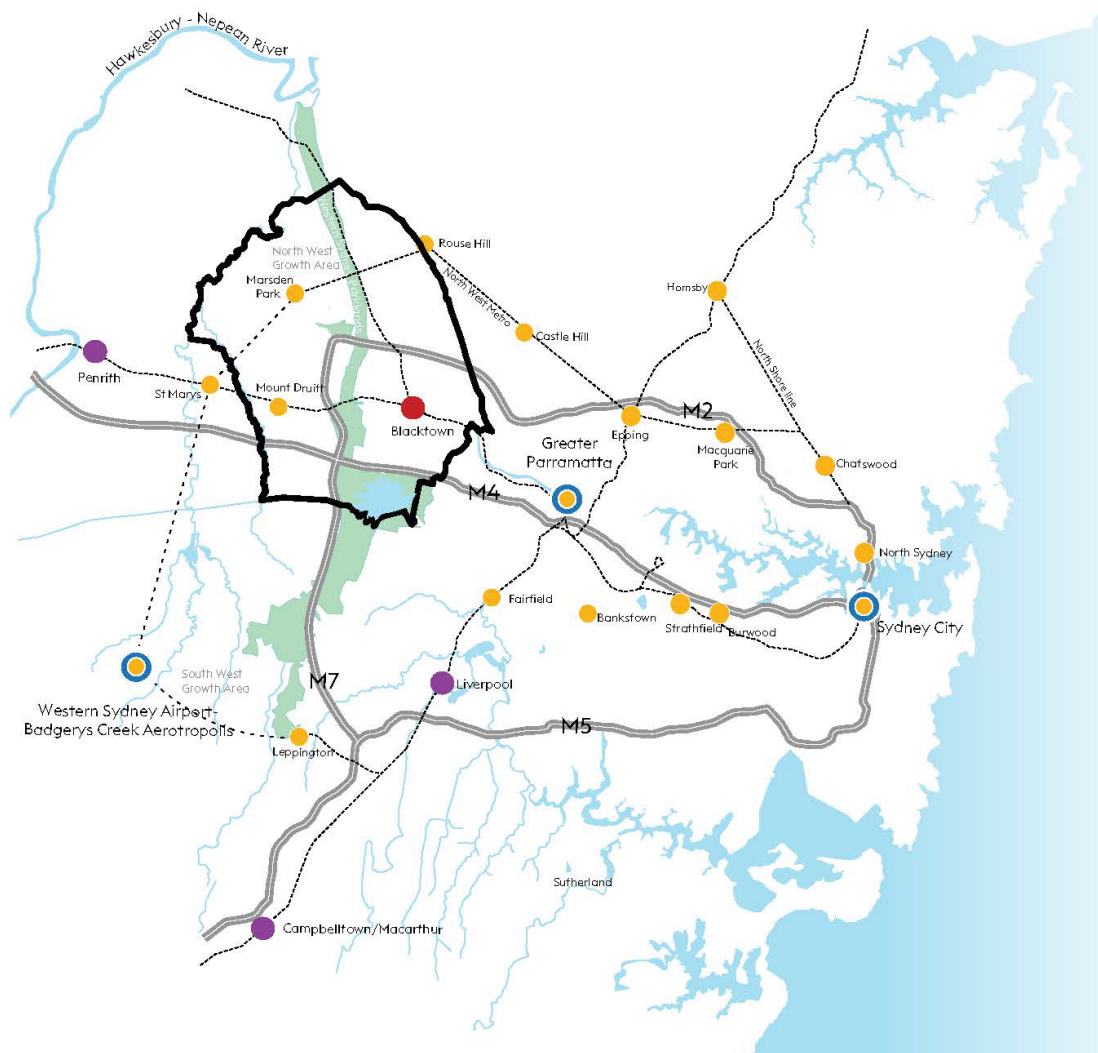 Hawkesbury - Nepean River
North West
Growth Area
Rouse Hill
Marsden
Park
North West Metro
Hornsby
Castle Hill
North Shore line
Penrith
St Marys
Mount Druitt
Blacktown
M2
Epping
Macquarie
Park
Greater
Parramatta
Chatswood
M4
North Sydney
Fairfield
Bankstown
Strathfield
Burwood
Sydney City
South West
Growth Area
M7
Liverpool
Western Sydney Airport-
Badgerys Creek Aerotropolis
M5
Leppington
Sutherland
Campbelltown/Macarthur